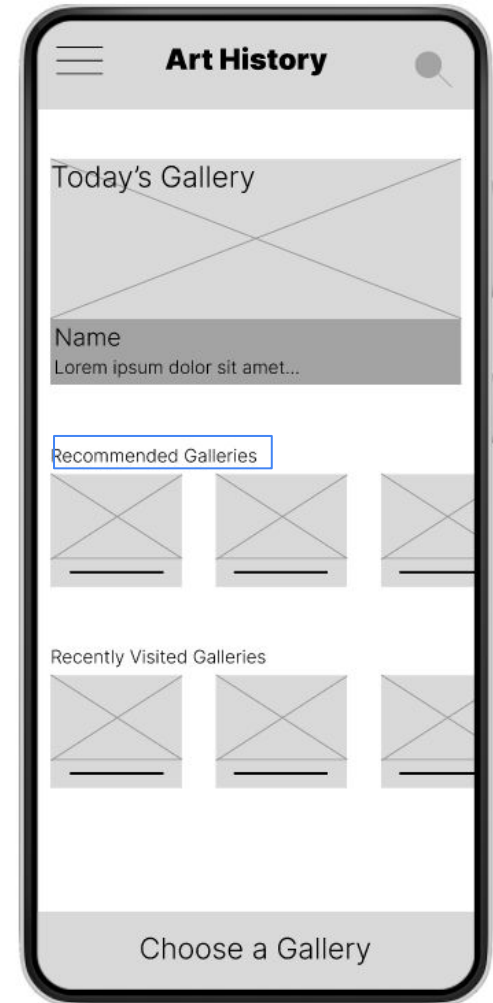 Art History
Today's Gallery
Name
Lorem ipsum dolor sit amet...
Recommended Galleries
Recently Visited Galleries
Choose a Gallery